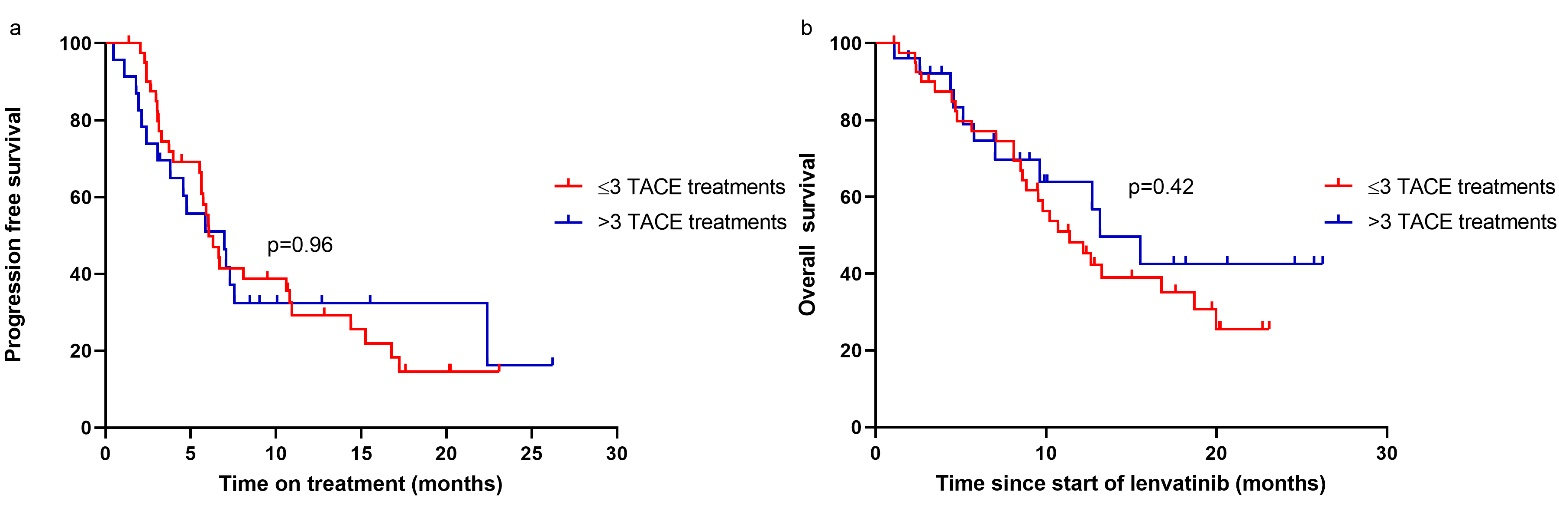 a
Progression free survival
100
80
60
40
20
0
0 5 10 15 20 25 30
Time on treatment (months)
p=0.96
≤3 TACE treatments
>3 TACE treatments
b
Overall survival
100
80
60
40
20
0
0 10 20 30
Time since start of lenvatinib (months)
p=0.42
≤3 TACE treatments
>3 TACE treatments